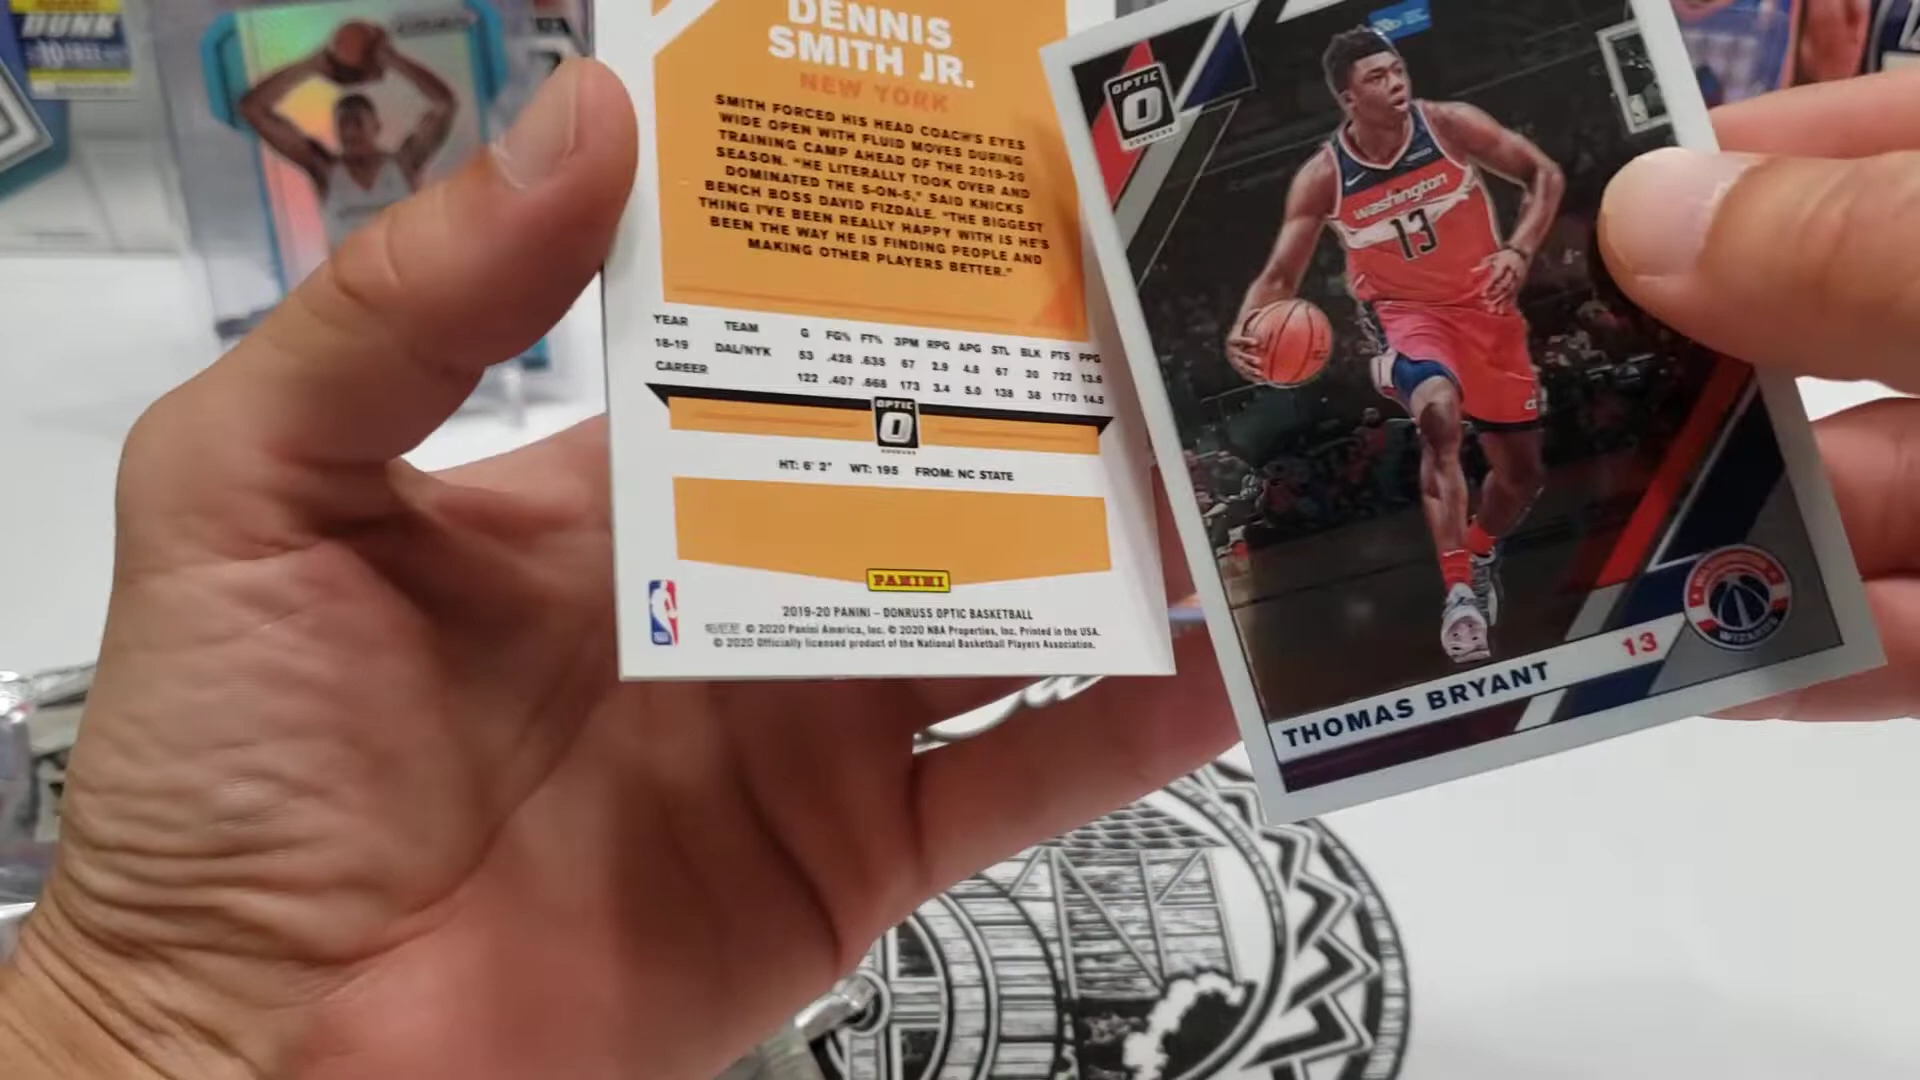 DUNK
DENNIS
SMITH JR.
NEW YORK
SMITH FORCED HIS HEAD COACH'S EYES
WIDE OPEN WITH FLUID MOVES DURING
TRAINING CAMP AHEAD OF THE 2019-20
SEASON. "HE LITERALLY TOOK OVER AND
DOMINATED THE 5-ON-5," SAID KNICKS
BENCH BOSS DAVID FIZDALE. "THE BIGGEST
THING I'VE BEEN REALLY HAPPY WITH IS HE'S
BEEN THE WAY HE IS FINDING PEOPLE AND
MAKING OTHER PLAYERS BETTER."
YEAR TEAM G FG% FT% 3PM RPG APG STL BLK PTS PPG
18-19 DAL/NYK 53 .428 .635 67 2.9 4.8 67 20 722 13.6
CAREER 122 .407 .668 173 3.4 5.0 138 38 1770 14.5
OPTIC
DONRUSS
HT: 6' 2" WT: 195 FROM: NC STATE
PANINI
2019-20 PANINI – DONRUSS OPTIC BASKETBALL
© 2020 Panini America, Inc. © 2020 NBA Properties, Inc. Printed in the USA.
© 2020 Officially licensed product of the National Basketball Players Association.
OPTIC
DONRUSS
Washington
13
THOMAS BRYANT 13
WIZARDS